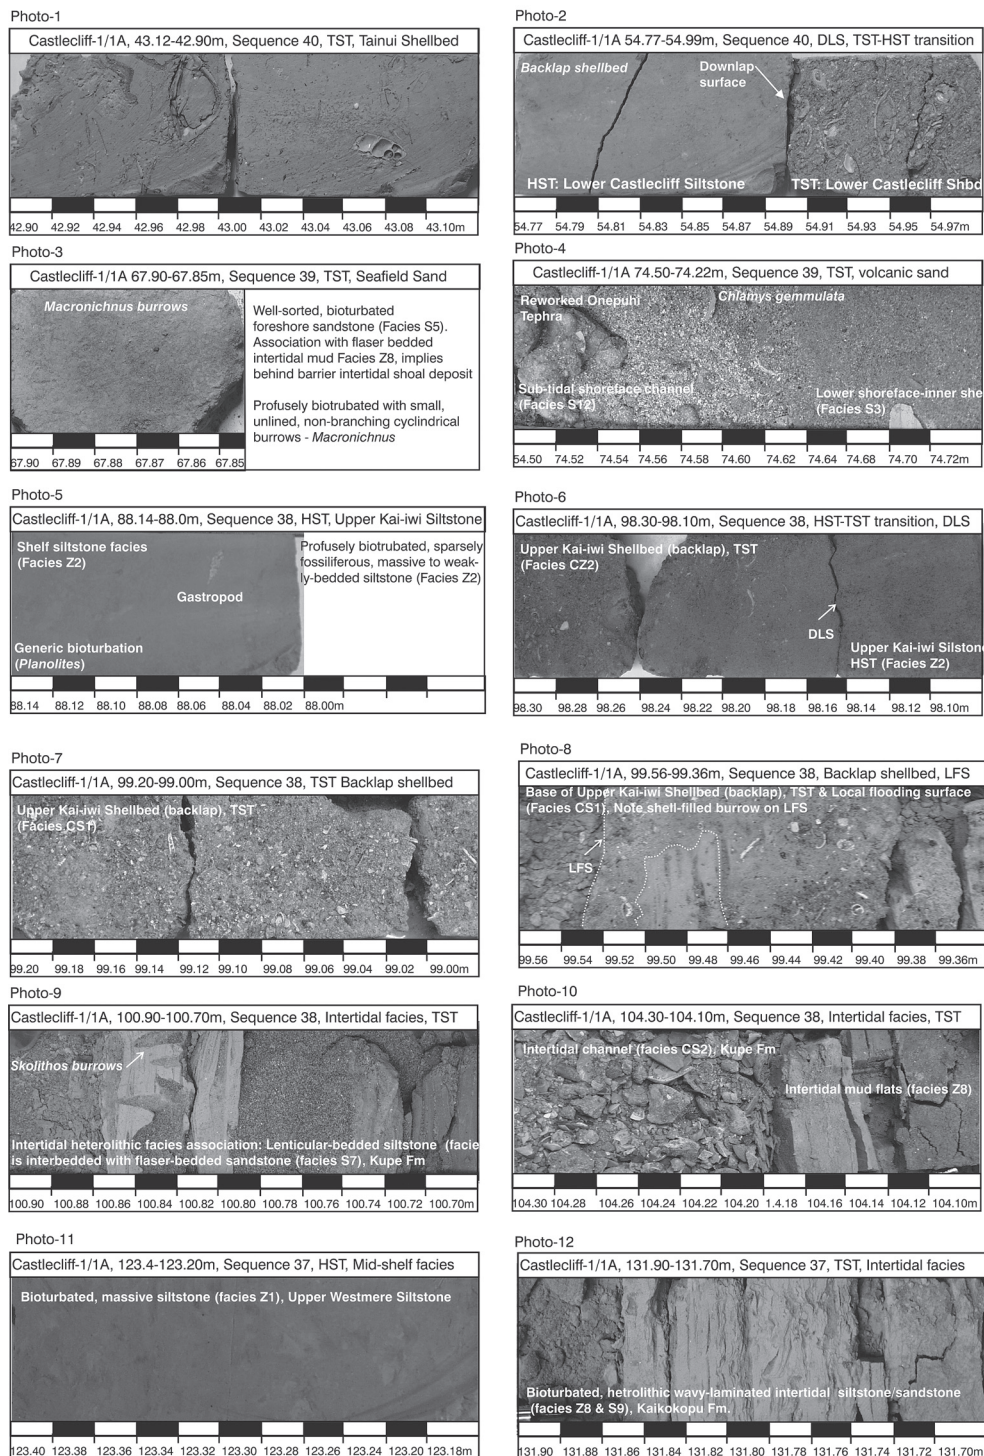 Photo-1
Castlecliff-1/1A, 43.12-42.90m, Sequence 40, TST, Tainui Shellbed
42.90 42.92 42.94 42.96 42.98 43.00 43.02 43.04 43.06 43.08 43.10m
Photo-2
Castlecliff-1/1A 54.77-54.99m, Sequence 40, DLS, TST-HST transition
Backlap shellbed
Downlap
surface
HST: Lower Castlecliff Siltstone
TST: Lower Castlecliff Shbd
54.77 54.79 54.81 54.83 54.85 54.87 54.89 54.91 54.93 54.95 54.97m
Photo-3
Castlecliff-1/1A 67.90-67.85m, Sequence 39, TST, Seafield Sand
Macronichnus burrows
Well-sorted, bioturbated
foreshore sandstone (Facies S5).
Association with flaser bedded
intertidal mud Facies Z8, implies
behind barrier intertidal shoal deposit
Profusely biotrubated with small,
unlined, non-branching cyclindrical
burrows - Macronichnus
67.90 67.89 67.88 67.87 67.86 67.85
Photo-4
Castlecliff-1/1A 74.50-74.22m, Sequence 39, TST, volcanic sand
Reworked Onepuhi
Tephra
Chlamys gemmulata
Sub-tidal shoreface channel
(Facies S12)
Lower shoreface-inner she
(Facies S3)
54.50 74.52 74.54 74.56 74.58 74.60 74.62 74.64 74.68 74.70 74.72m
Photo-5
Castlecliff-1/1A, 88.14-88.0m, Sequence 38, HST, Upper Kai-iwi Siltstone
Shelf siltstone facies
(Facies Z2)
Gastropod
Generic bioturbation
(Planolites)
Profusely biotrubated, sparsely
fossiliferous, massive to weak-
ly-bedded siltstone (Facies Z2)
88.14 88.12 88.10 88.08 88.06 88.04 88.02 88.00m
Photo-6
Castlecliff-1/1A, 98.30-98.10m, Sequence 38, HST-TST transition, DLS
Upper Kai-iwi Shellbed (backlap), TST
(Facies CZ2)
DLS
Upper Kai-iwi Silstone
HST (Facies Z2)
98.30 98.28 98.26 98.24 98.22 98.20 98.18 98.16 98.14 98.12 98.10m
Photo-7
Castlecliff-1/1A, 99.20-99.00m, Sequence 38, TST Backlap shellbed
Upper Kai-iwi Shellbed (backlap), TST
(Facies CS1)
99.20 99.18 99.16 99.14 99.12 99.10 99.08 99.06 99.04 99.02 99.00m
Photo-8
Castlecliff-1/1A, 99.56-99.36m, Sequence 38, Backlap shellbed, LFS
Base of Upper Kai-iwi Shellbed (backlap), TST & Local flooding surface
(Facies CS1), Note shell-filled burrow on LFS
LFS
99.56 99.54 99.52 99.50 99.48 99.46 99.44 99.42 99.40 99.38 99.36m
Photo-9
Castlecliff-1/1A, 100.90-100.70m, Sequence 38, Intertidal facies, TST
Skolithos burrows
Intertidal heterolithic facies association: Lenticular-bedded siltstone (facie
is interbedded with flaser-bedded sandstone (facies S7), Kupe Fm
100.90 100.88 100.86 100.84 100.82 100.80 100.78 100.76 100.74 100.72 100.70m
Photo-10
Castlecliff-1/1A, 104.30-104.10m, Sequence 38, Intertidal facies, TST
Intertidal channel (facies CS2), Kupe Fm
Intertidal mud flats (facies Z8)
104.30 104.28 104.26 104.24 104.22 104.20 1.4.18 104.16 104.14 104.12 104.10m
Photo-11
Castlecliff-1/1A, 123.4-123.20m, Sequence 37, HST, Mid-shelf facies
Bioturbated, massive siltstone (facies Z1), Upper Westmere Siltstone
123.40 123.38 123.36 123.34 123.32 123.30 123.28 123.26 123.24 123.20 123.18m
Photo-12
Castlecliff-1/1A, 131.90-131.70m, Sequence 37, TST, Intertidal facies
Bioturbated, hetrolithic wavy-laminated intertidal siltstone/sandstone
(facies Z8 & S9), Kaikokopu Fm.
131.90 131.88 131.86 131.84 131.82 131.80 131.78 131.76 131.74 131.72 131.70m